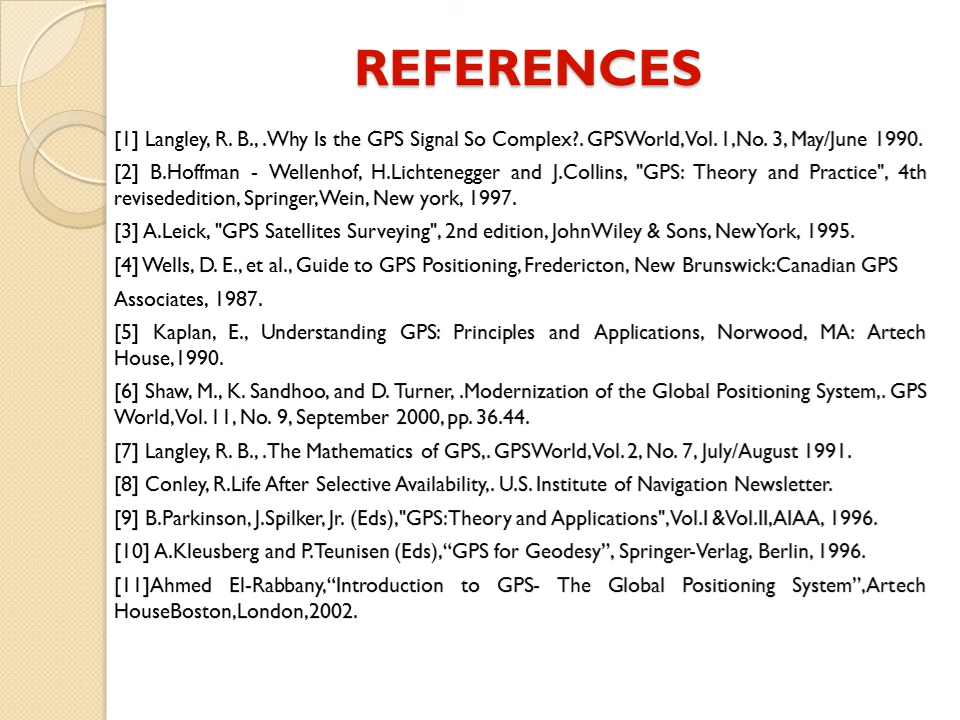 REFERENCES
[1] Langley, R. B., .Why Is the GPS Signal So Complex?. GPSWorld,Vol. 1,No. 3, May/June 1990.
[2] B.Hoffman - Wellenhof, H.Lichtenegger and J.Collins, "GPS: Theory and Practice", 4th
revisededition, Springer,Wein, New york, 1997.
[3] A.Leick, "GPS Satellites Surveying", 2nd edition, JohnWiley & Sons, NewYork, 1995.
[4] Wells, D. E., et al., Guide to GPS Positioning, Fredericton, New Brunswick:Canadian GPS
Associates, 1987.
[5] Kaplan, E., Understanding GPS: Principles and Applications, Norwood, MA: Artech
House,1990.
[6] Shaw, M., K. Sandhoo, and D. Turner, .Modernization of the Global Positioning System,. GPS
World,Vol. 11, No. 9, September 2000, pp. 36.44.
[7] Langley, R. B., .The Mathematics of GPS,. GPSWorld,Vol. 2, No. 7, July/August 1991.
[8] Conley, R.Life After Selective Availability,. U.S. Institute of Navigation Newsletter.
[9] B.Parkinson, J.Spilker, Jr. (Eds),"GPS:Theory and Applications",Vol.I &Vol.II,AIAA, 1996.
[10] A.Kleusberg and P.Teunisen (Eds),“GPS for Geodesy”, Springer-Verlag, Berlin, 1996.
[11]Ahmed El-Rabbany,“Introduction to GPS- The Global Positioning System”,Artech
HouseBoston,London,2002.